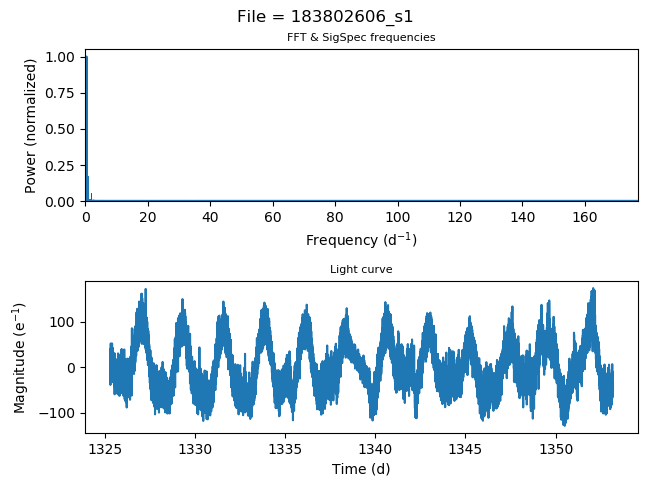 File = 183802606_s1
FFT & SigSpec frequencies
Power (normalized)
1.00
0.75
0.50
0.25
0.00
0 20 40 60 80 100 120 140 160
Frequency (d⁻¹)
Light curve
Magnitude (e⁻¹)
100
0
−100
1325 1330 1335 1340 1345 1350
Time (d)